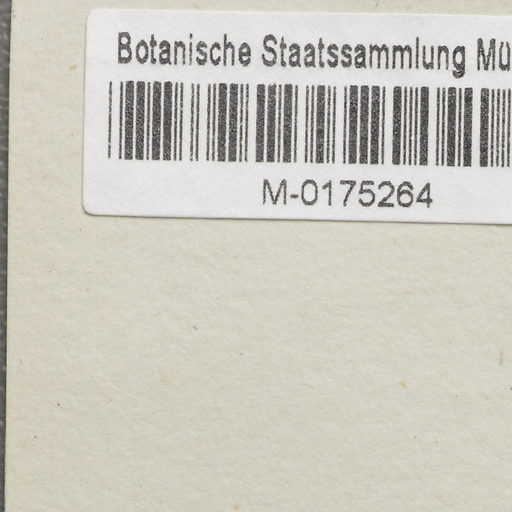 Botanische Staatssammlung Mü
M-0175264